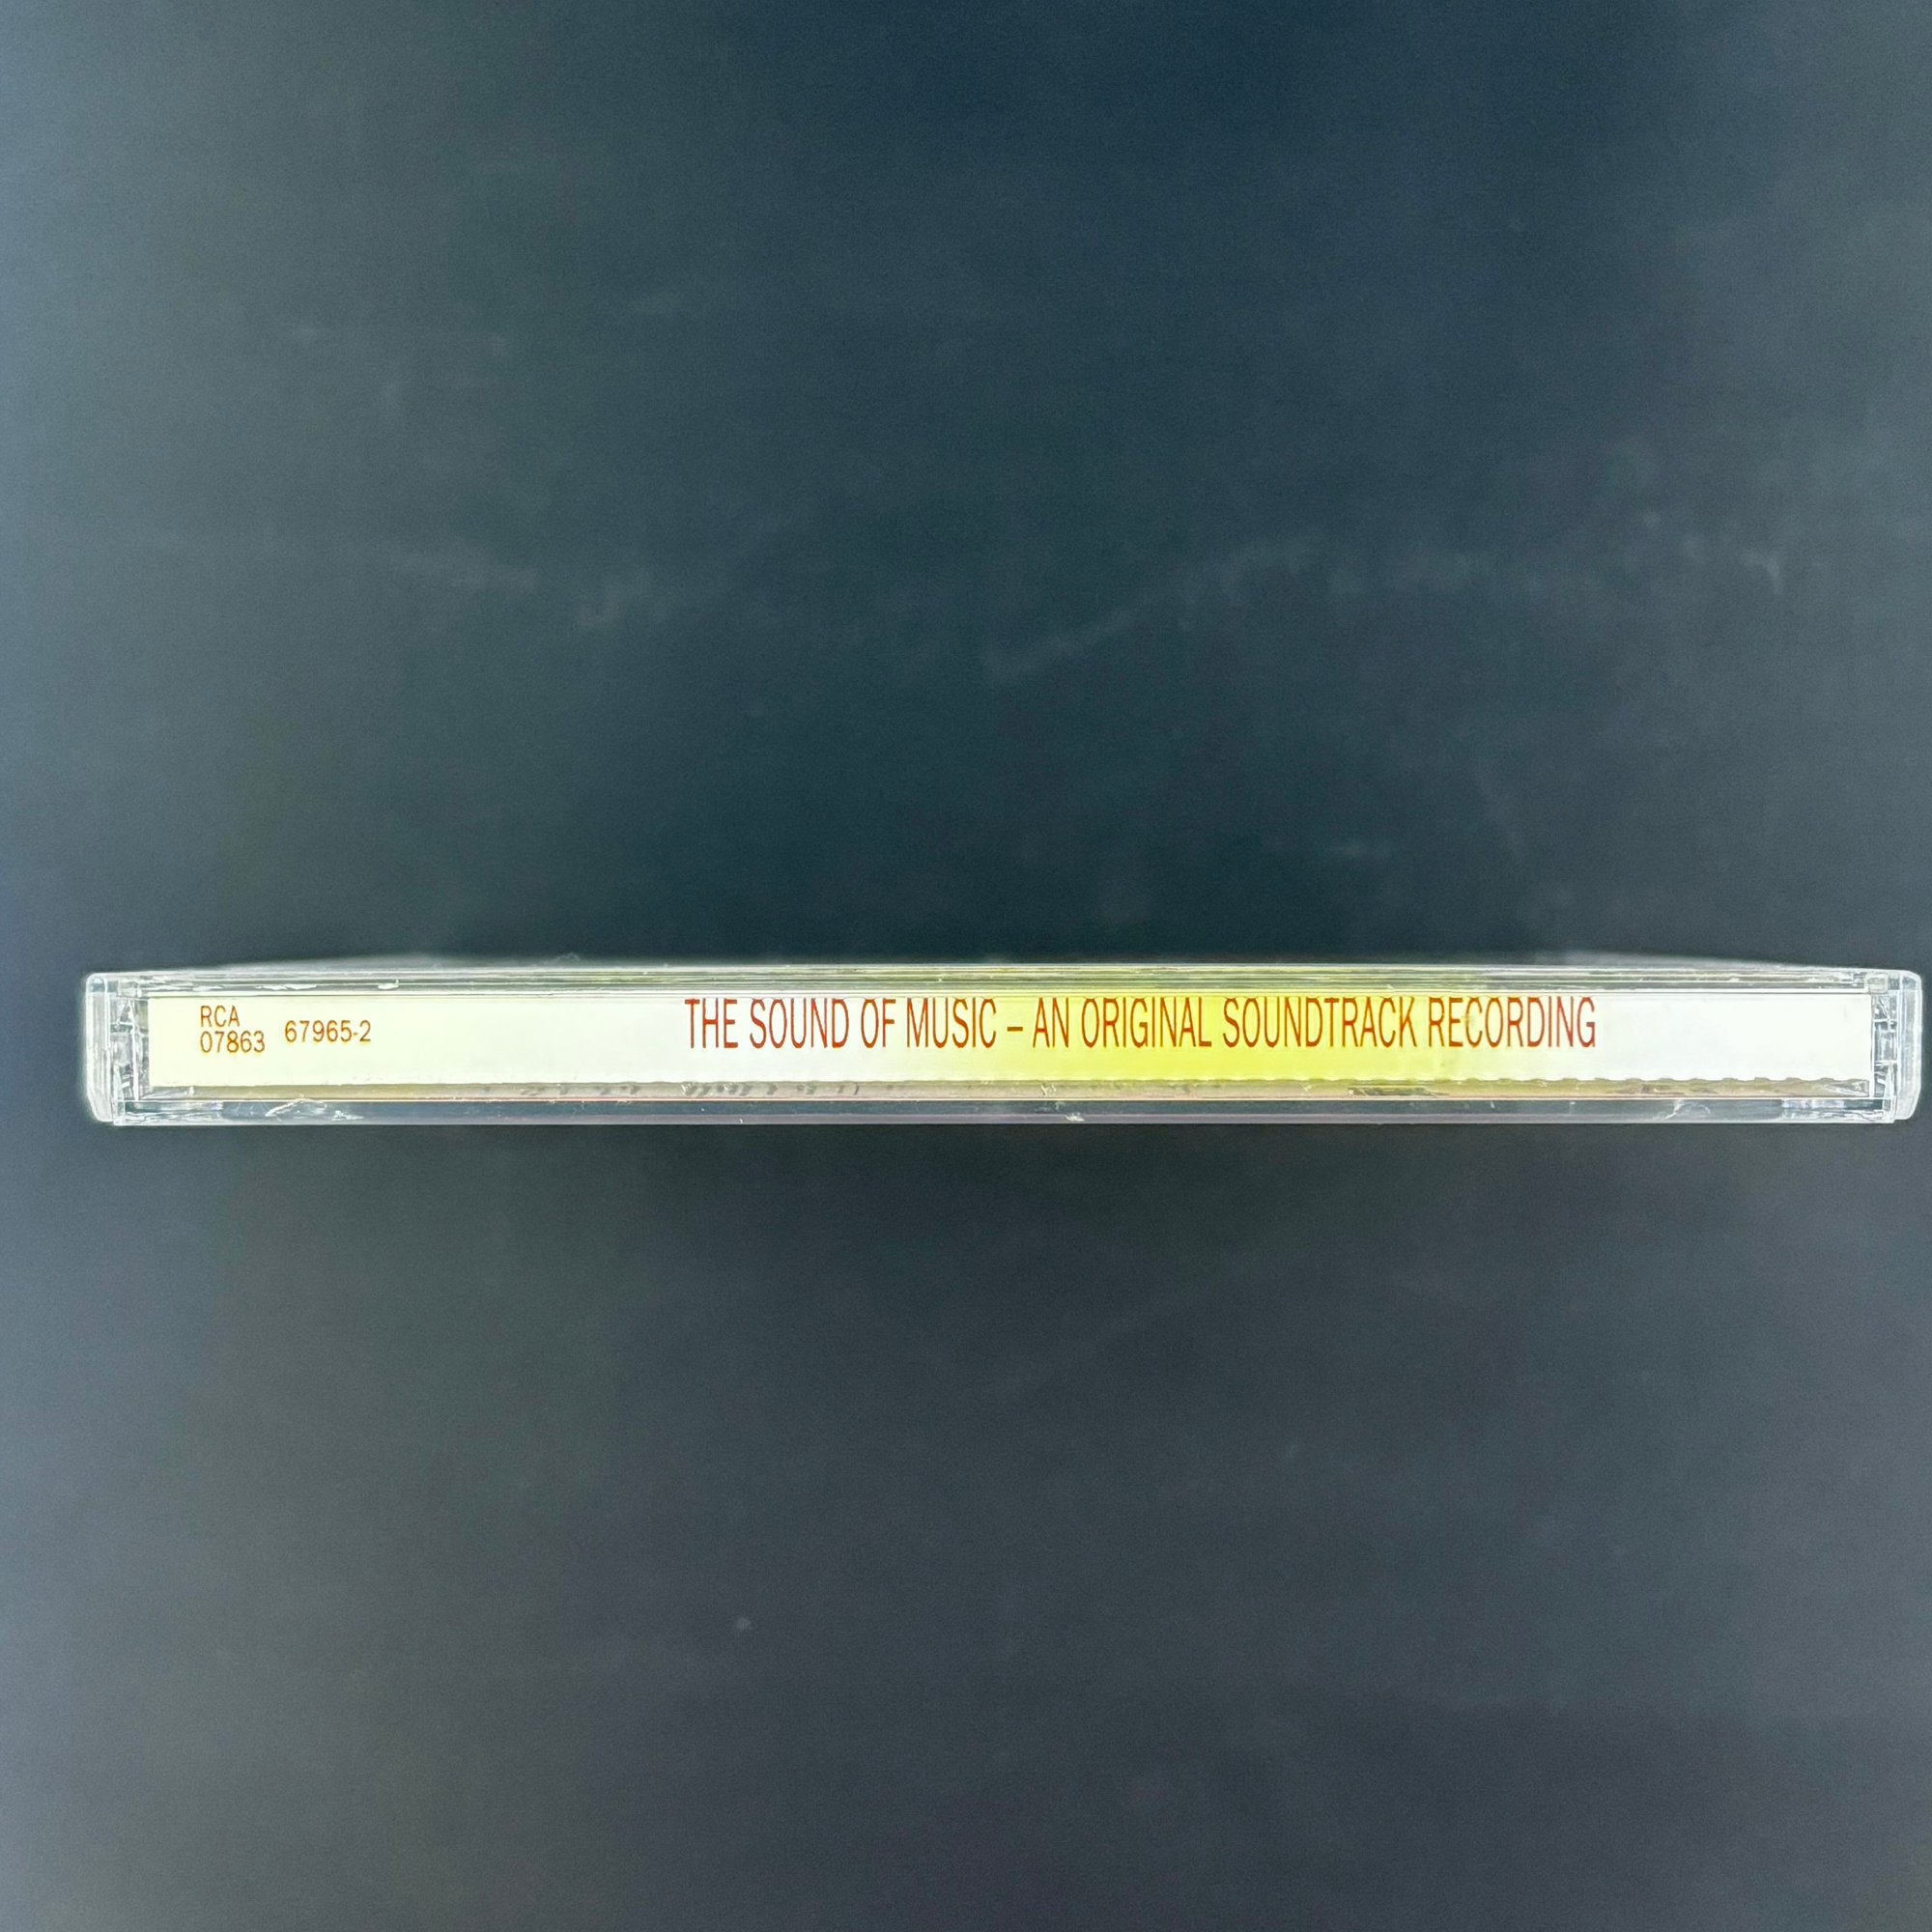 RCA
07863 67965-2
THE SOUND OF MUSIC – AN ORIGINAL SOUNDTRACK RECORDING